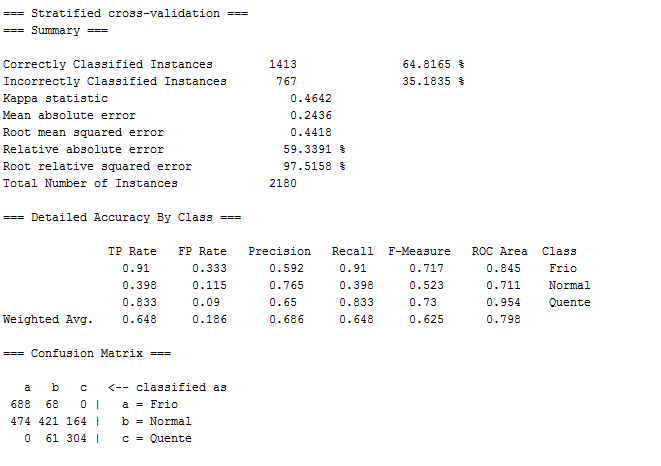 === Stratified cross-validation ===
=== Summary ===
Correctly Classified Instances 1413 64.8165 %
Incorrectly Classified Instances 767 35.1835 %
Kappa statistic 0.4642
Mean absolute error 0.2436
Root mean squared error 0.4418
Relative absolute error 59.3391 %
Root relative squared error 97.5158 %
Total Number of Instances 2180
=== Detailed Accuracy By Class ===
TP Rate FP Rate Precision Recall F-Measure ROC Area Class
0.91 0.333 0.592 0.91 0.717 0.845 Frio
0.398 0.115 0.765 0.398 0.523 0.711 Normal
0.833 0.09 0.65 0.833 0.73 0.954 Quente
Weighted Avg. 0.648 0.186 0.686 0.648 0.625 0.798
=== Confusion Matrix ===
a b c <-- classified as
688 68 0 | a = Frio
474 421 164 | b = Normal
0 61 304 | c = Quente